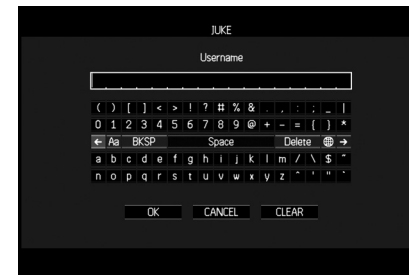 JUKE
Username
( ) [ ] < > ! ? # % & . , : ; _ |
0 1 2 3 4 5 6 7 8 9 @ + - = { } *
← Aa BKSP Space Delete 🌐 →
a b c d e f g h i j k l m / \ $ ~
n o p q r s t u v w x y z ^ ' " `
OK CANCEL CLEAR